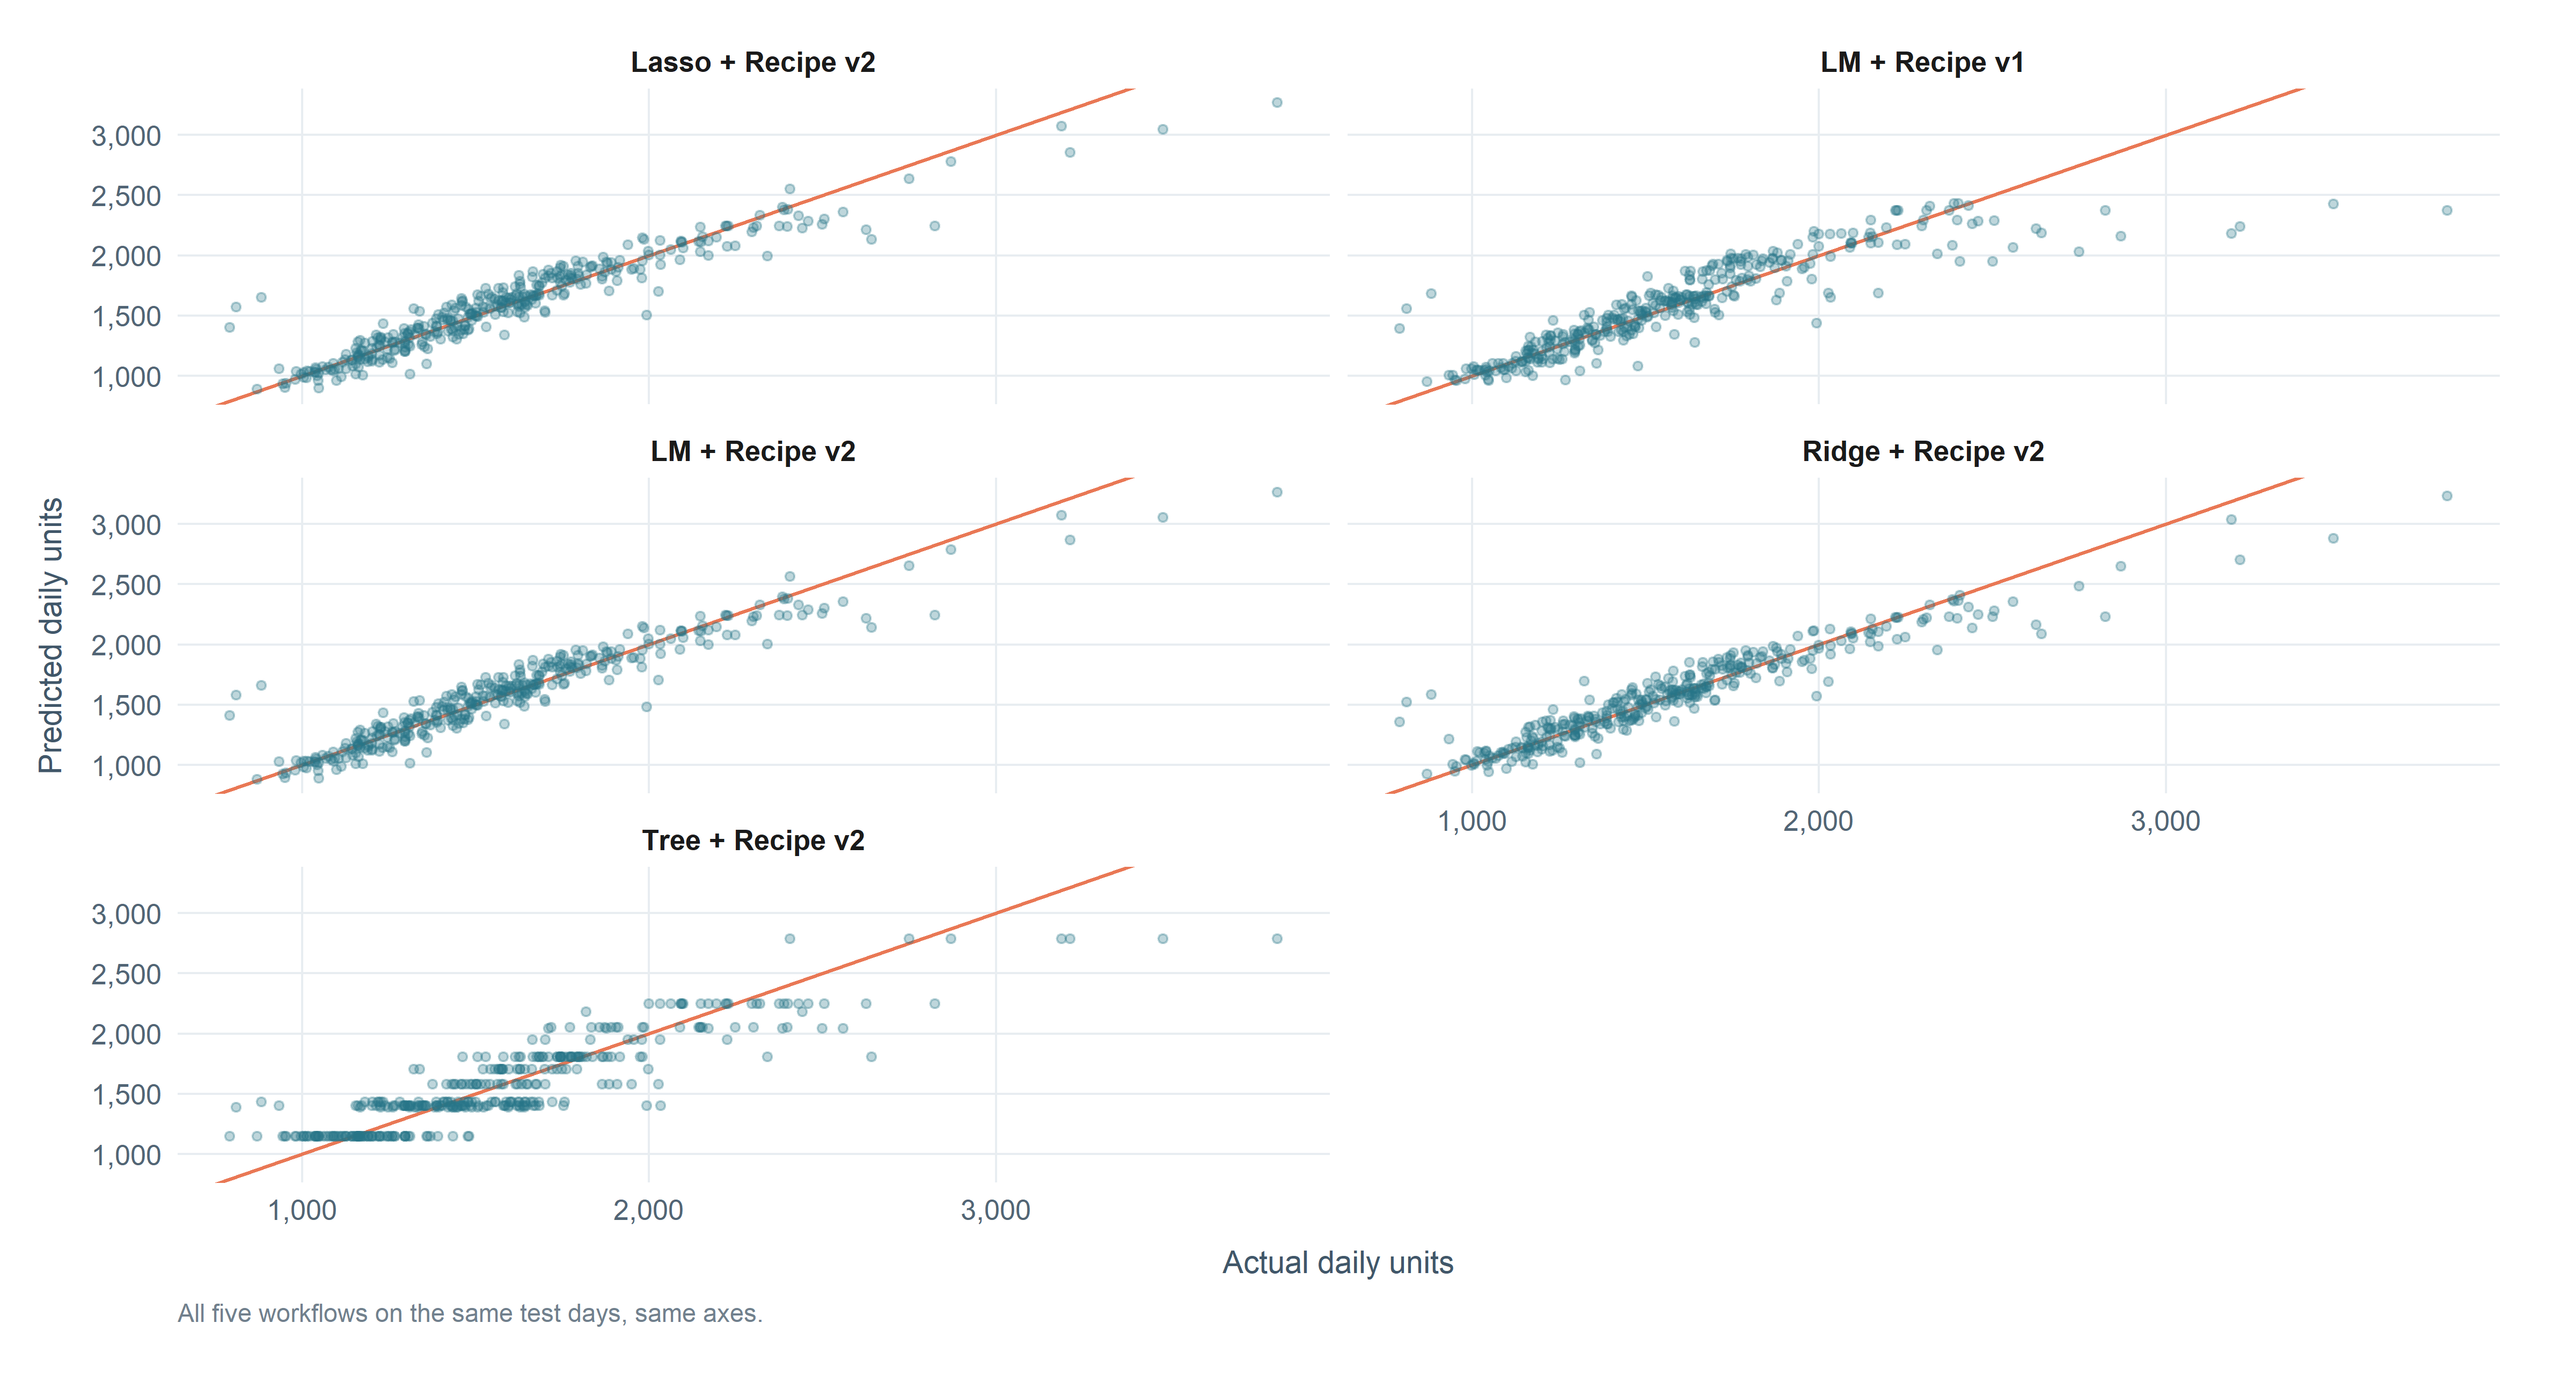 Lasso + Recipe v2
LM + Recipe v1
3,000
2,500
2,000
1,500
1,000
LM + Recipe v2
Ridge + Recipe v2
Predicted daily units
3,000
2,500
2,000
1,500
1,000
1,000
2,000
3,000
Tree + Recipe v2
3,000
2,500
2,000
1,500
1,000
1,000
2,000
3,000
Actual daily units
All five workflows on the same test days, same axes.